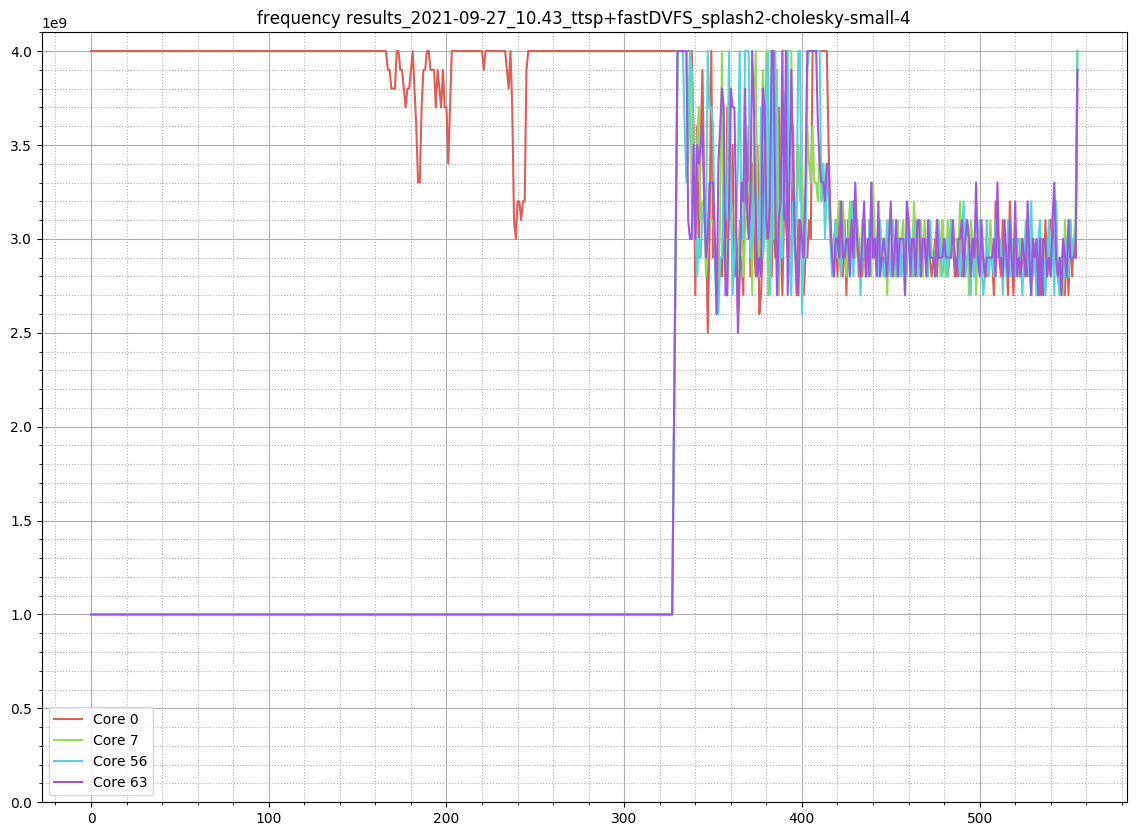 frequency results_2021-09-27_10.43_ttsp+fastDVFS_splash2-cholesky-small-4
1e9
4.0
3.5
3.0
2.5
2.0
1.5
1.0
0.5
0.0
Core 0
Core 7
Core 56
Core 63
0 100 200 300 400 500